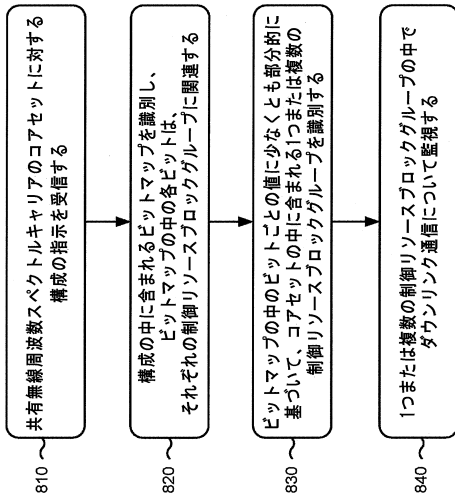 810
共有無線周波数スペクトルキャリアのコアセットに対する
構成の指示を受信する
820
構成の中に含まれるビットマップを識別し、
ビットマップの中の各ビットは、
それぞれの制御リソースブロックグループに関連する
830
ビットマップの中のビットごとの値に少なくとも部分的に
基づいて、コアセットの中に含まれる1つまたは複数の
制御リソースブロックグループを識別する
840
1つまたは複数の制御リソースブロックグループの中で
ダウンリンク通信について監視する